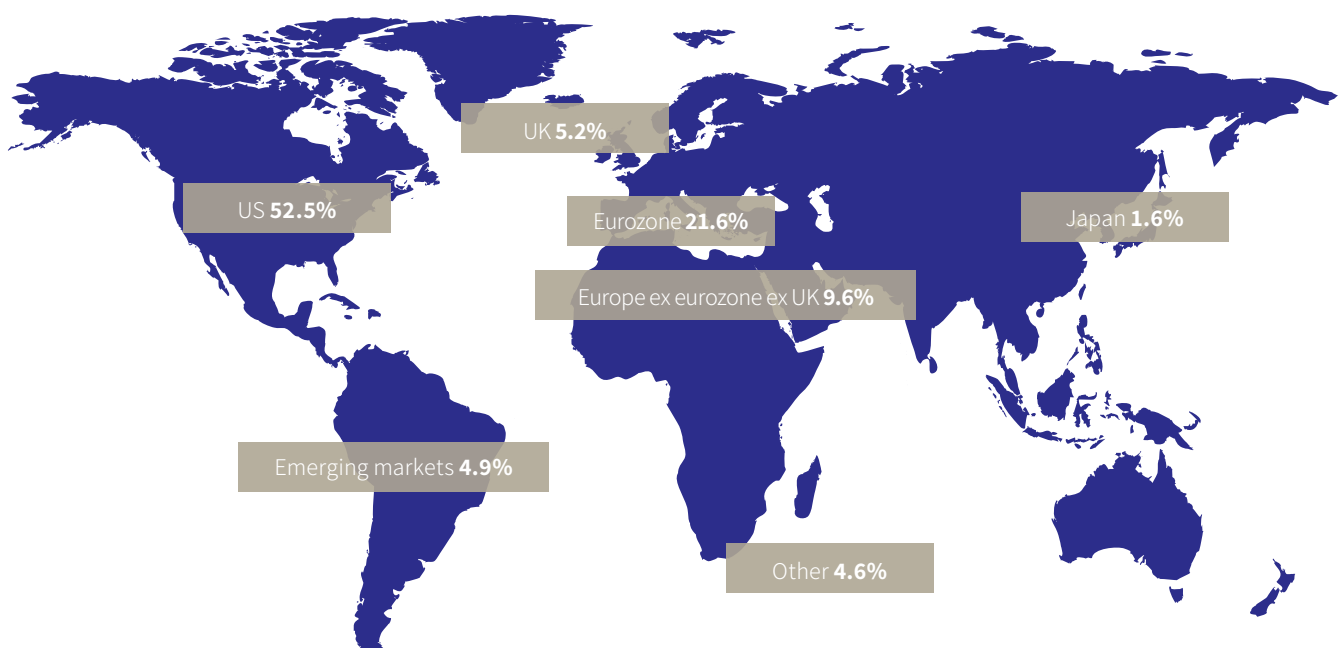 UK 5.2%
US 52.5%
Eurozone 21.6%
Japan 1.6%
Europe ex eurozone ex UK 9.6%
Emerging markets 4.9%
Other 4.6%